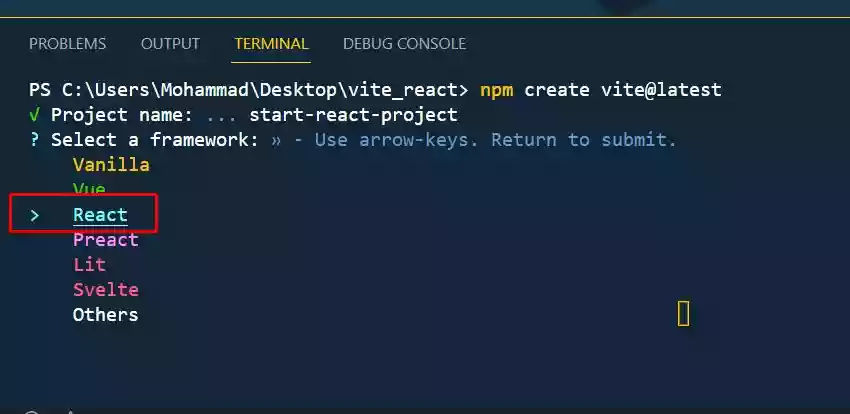 PROBLEMS OUTPUT TERMINAL DEBUG CONSOLE
PS C:\Users\Mohammad\Desktop\vite_react> npm create vite@latest
√ Project name: ... start-react-project
? Select a framework: » - Use arrow-keys. Return to submit.
Vanilla
Vue
> React
Preact
Lit
Svelte
Others